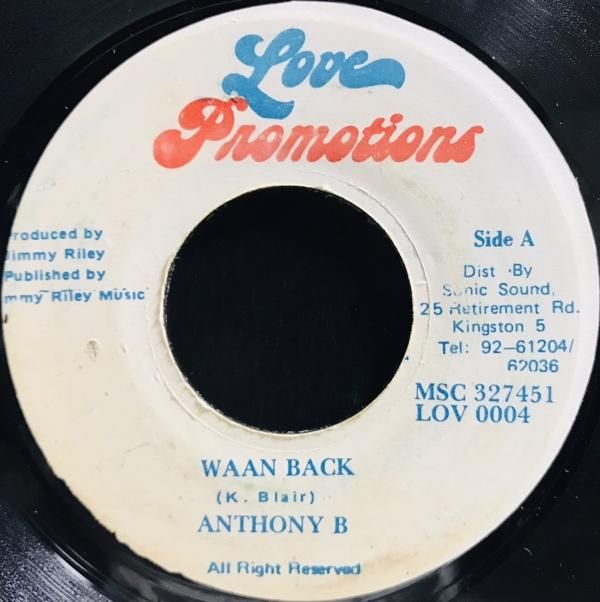 Love
Promotions
roduced by
Jimmy Riley
Published by
mmy Riley Music
Side A
Dist By
Sonic Sound,
25 Retirement Rd.
Kingston 5
Tel: 92-61204/
62036
MSC 327451
LOV 0004
WAAN BACK
(K. Blair)
ANTHONY B
All Right Reserved